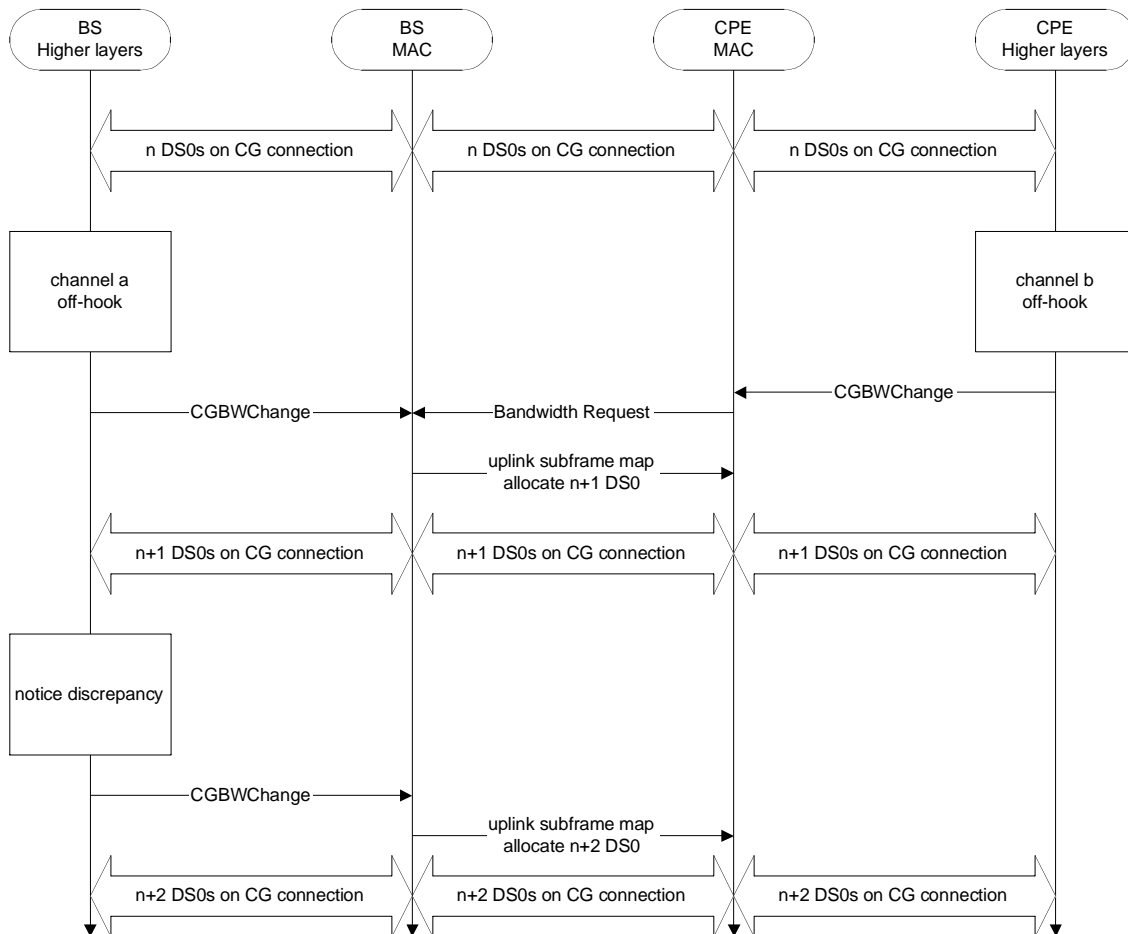 BS
Higher layers
BS
MAC
CPE
MAC
CPE
Higher layers
n DS0s on CG connection
n DS0s on CG connection
n DS0s on CG connection
channel a
off-hook
channel b
off-hook
CGBWChange
CGBWChange
Bandwidth Request
uplink subframe map
allocate n+1 DS0
n+1 DS0s on CG connection
n+1 DS0s on CG connection
n+1 DS0s on CG connection
notice discrepancy
CGBWChange
uplink subframe map
allocate n+2 DS0
n+2 DS0s on CG connection
n+2 DS0s on CG connection
n+2 DS0s on CG connection